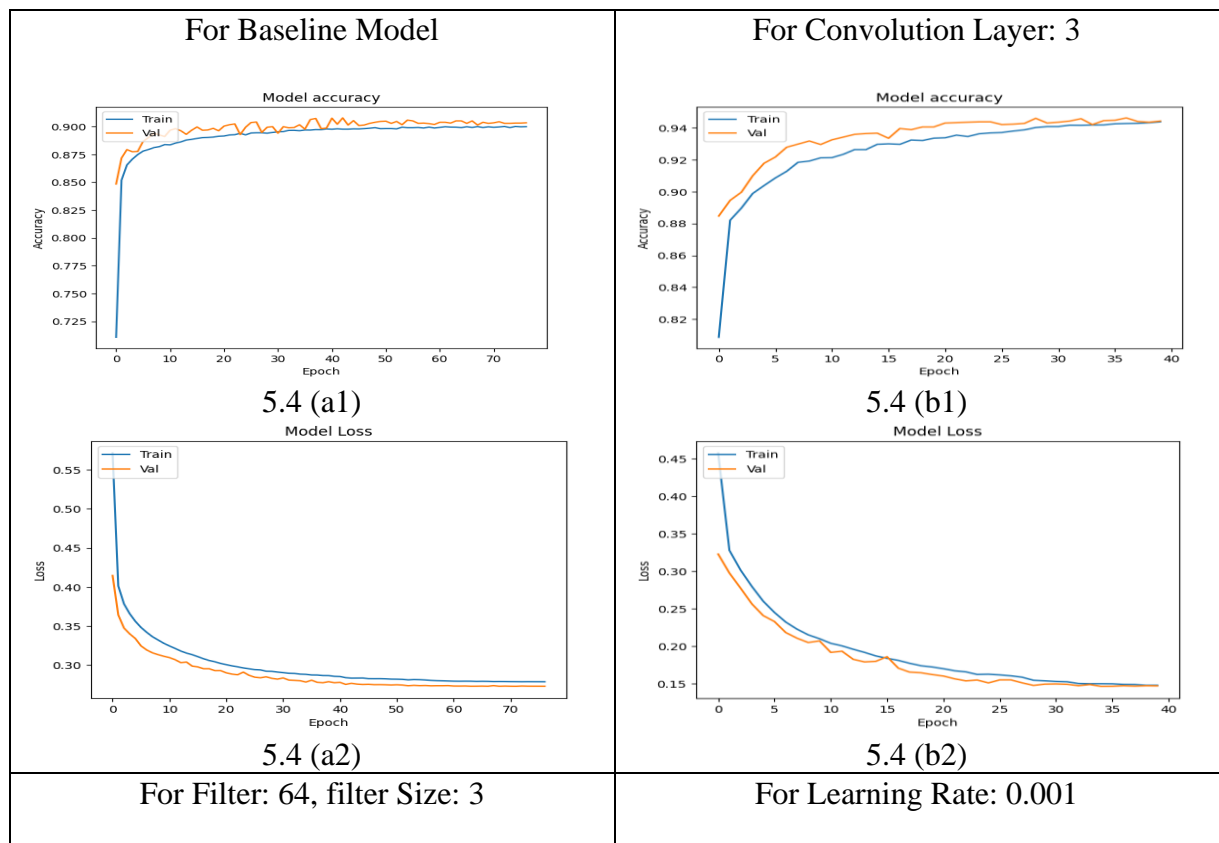 For Baseline Model
For Convolution Layer: 3
Model accuracy
Train
Val
0.900
0.875
0.850
0.825
0.800
0.775
0.750
0.725
Accuracy
0 10 20 30 40 50 60 70
Epoch
5.4 (a1)
Model accuracy
Train
Val
0.94
0.92
0.90
0.88
0.86
0.84
0.82
Accuracy
0 5 10 15 20 25 30 35 40
Epoch
5.4 (b1)
Model Loss
Train
Val
0.55
0.50
0.45
0.40
0.35
0.30
Loss
0 10 20 30 40 50 60 70
Epoch
5.4 (a2)
Model Loss
Train
Val
0.45
0.40
0.35
0.30
0.25
0.20
0.15
Loss
0 5 10 15 20 25 30 35 40
Epoch
5.4 (b2)
For Filter: 64, filter Size: 3
For Learning Rate: 0.001